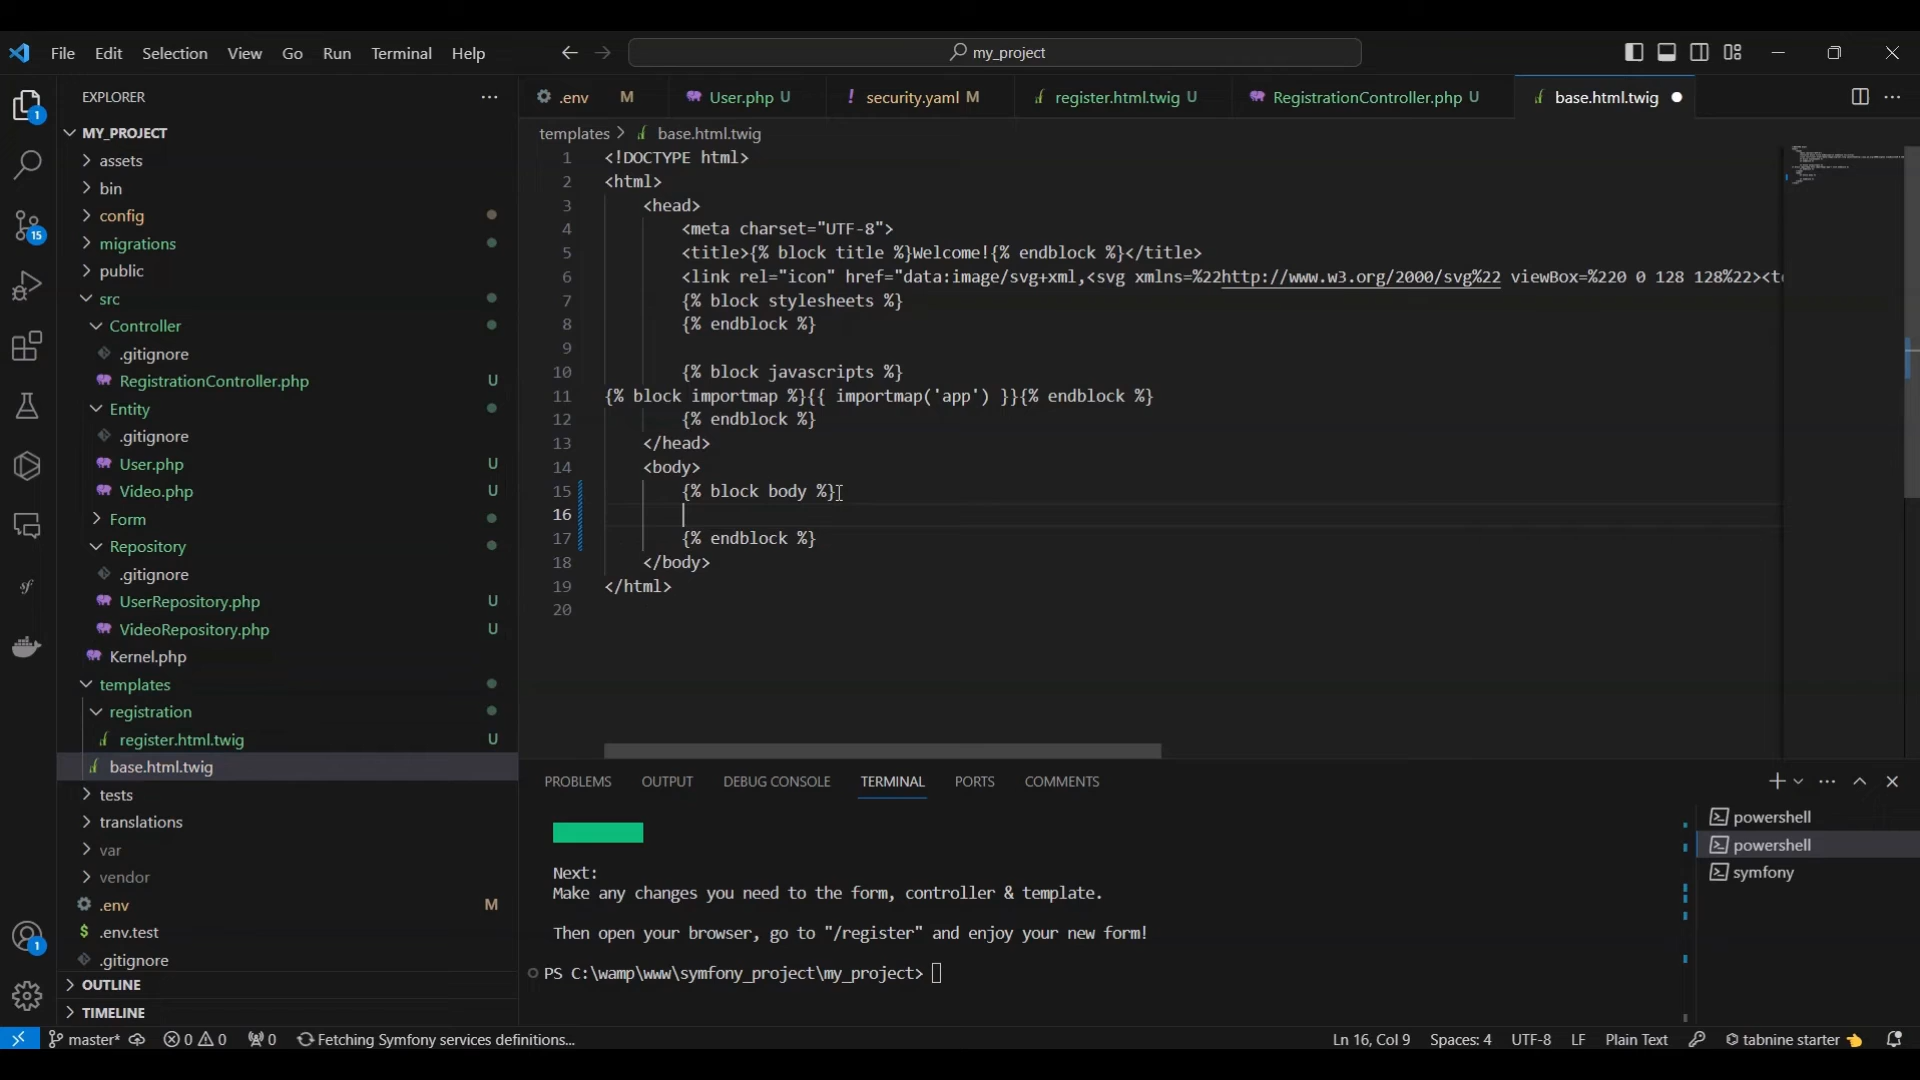 File Edit Selection View Go Run Terminal Help
my_project
EXPLORER
MY_PROJECT
assets
bin
config
migrations
public
src
Controller
.gitignore
RegistrationController.php U
Entity
.gitignore
User.php U
Video.php U
Form
Repository
.gitignore
UserRepository.php U
VideoRepository.php U
Kernel.php
templates
registration
register.html.twig U
base.html.twig
tests
translations
var
vendor
.env M
.env.test
.gitignore
OUTLINE
TIMELINE
1
15
1
.env M User.php U security.yaml M register.html.twig U RegistrationController.php U base.html.twig
templates > base.html.twig
1 <!DOCTYPE html>
2 <html>
3 <head>
4 <meta charset="UTF-8">
5 <title>{% block title %}Welcome!{% endblock %}</title>
6 <link rel="icon" href="data:image/svg+xml,<svg xmlns=%22http://www.w3.org/2000/svg%22 viewBox=%220 0 128 128%22><te
7 {% block stylesheets %}
8 {% endblock %}
9
10 {% block javascripts %}
11 {% block importmap %}{{ importmap('app') }}{% endblock %}
12 {% endblock %}
13 </head>
14 <body>
15 {% block body %}
16
17 {% endblock %}
18 </body>
19 </html>
20
PROBLEMS OUTPUT DEBUG CONSOLE TERMINAL PORTS COMMENTS
Next:
Make any changes you need to the form, controller & template.
Then open your browser, go to "/register" and enjoy your new form!
PS C:\wamp\www\symfony_project\my_project>
powershell
powershell
symfony
master* 0 0 0 Fetching Symfony services definitions... Ln 16, Col 9 Spaces: 4 UTF-8 LF Plain Text tabnine starter